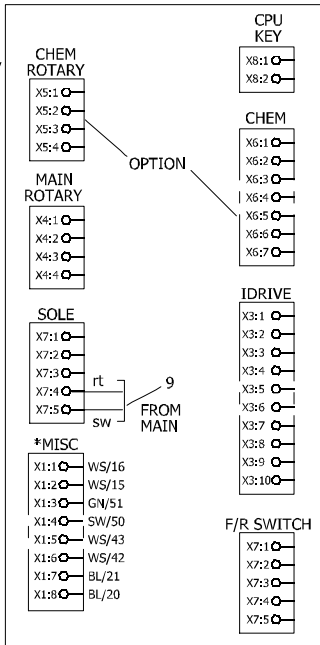 CHEM
ROTARY
X5:1
X5:2
X5:3
X5:4
OPTION
MAIN
ROTARY
X4:1
X4:2
X4:3
X4:4
SOLE
X7:1
X7:2
X7:3
X7:4 rt
X7:5 sw
9
FROM
MAIN
*MISC
X1:1 WS/16
X1:2 WS/15
X1:3 GN/51
X1:4 SW/50
X1:5 WS/43
X1:6 WS/42
X1:7 BL/21
X1:8 BL/20
CPU
KEY
X8:1
X8:2
CHEM
X6:1
X6:2
X6:3
X6:4
X6:5
X6:6
X6:7
IDRIVE
X3:1
X3:2
X3:3
X3:4
X3:5
X3:6
X3:7
X3:8
X3:9
X3:10
F/R SWITCH
X7:1
X7:2
X7:3
X7:4
X7:5